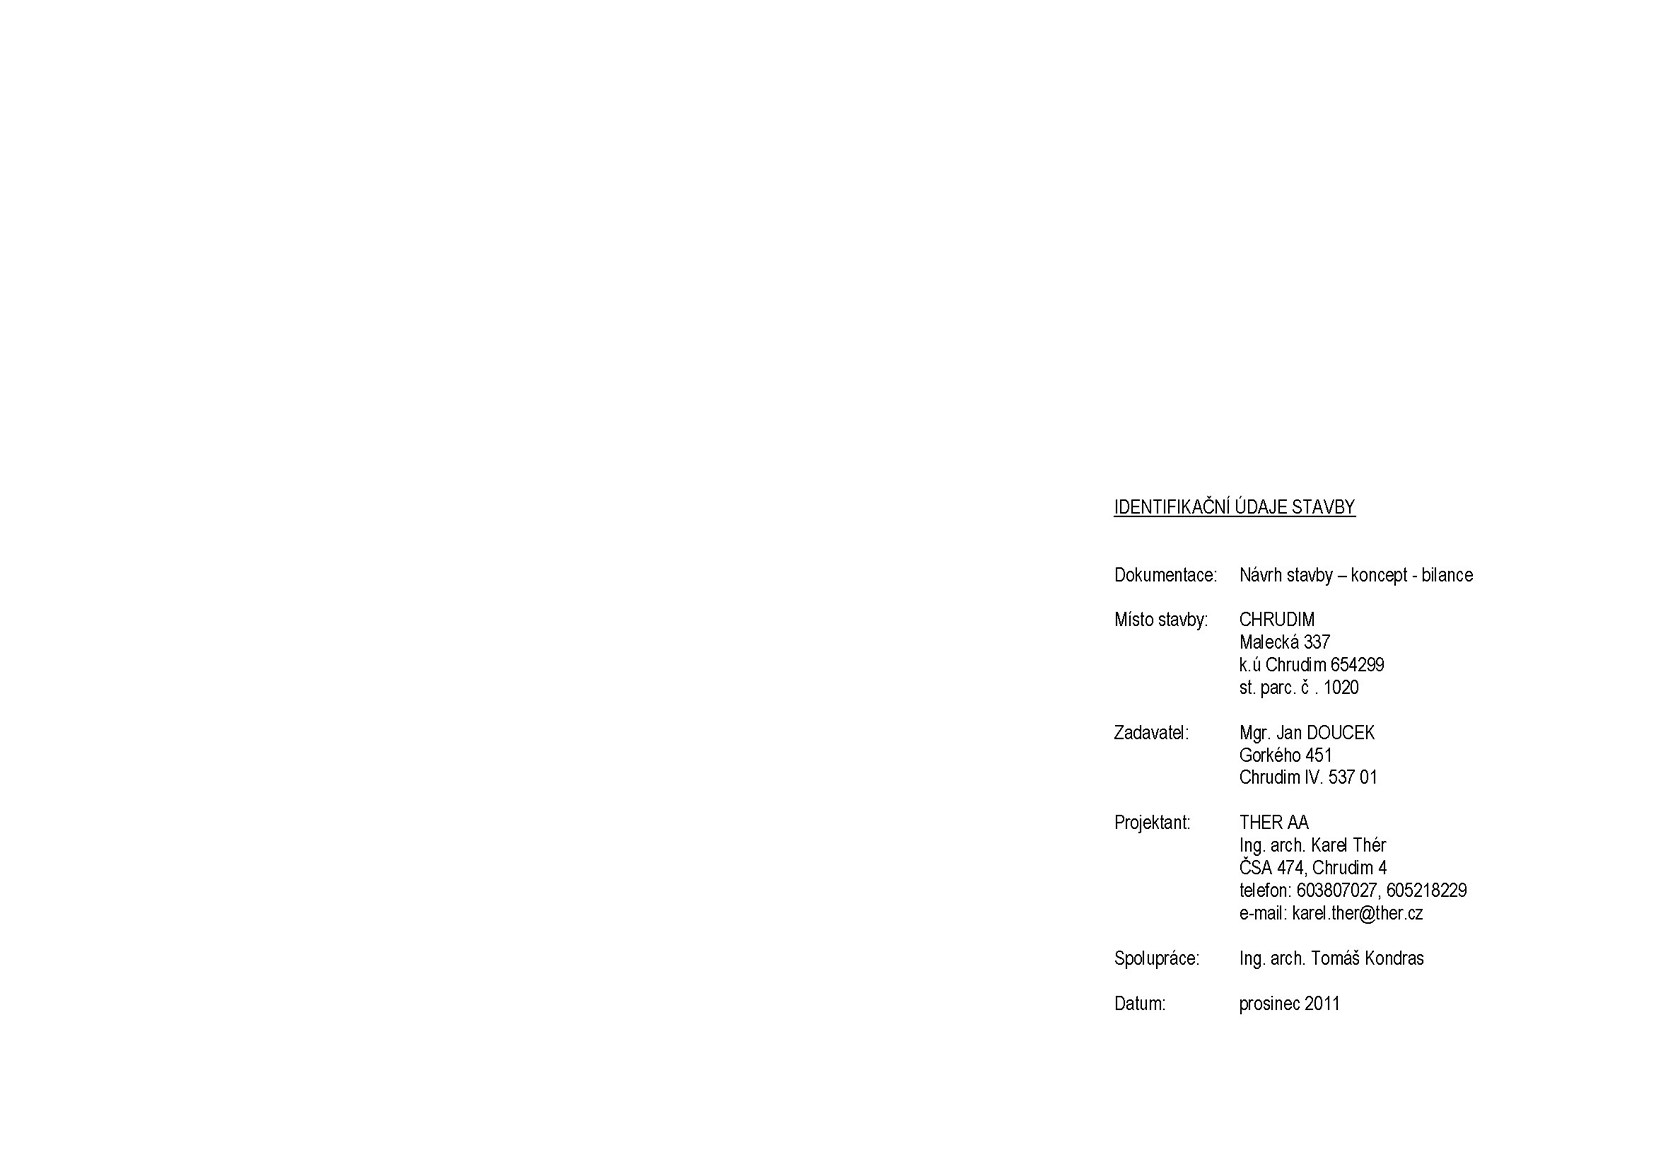 IDENTIFIKAČNÍ ÚDAJE STAVBY
Dokumentace: Návrh stavby – koncept - bilance
Místo stavby: CHRUDIM
Malecká 337
k.ú Chrudim 654299
st. parc. č . 1020
Zadavatel: Mgr. Jan DOUCEK
Gorkého 451
Chrudim IV. 537 01
Projektant: THER AA
Ing. arch. Karel Thér
ČSA 474, Chrudim 4
telefon: 603807027, 605218229
e-mail: karel.ther@ther.cz
Spolupráce: Ing. arch. Tomáš Kondras
Datum: prosinec 2011